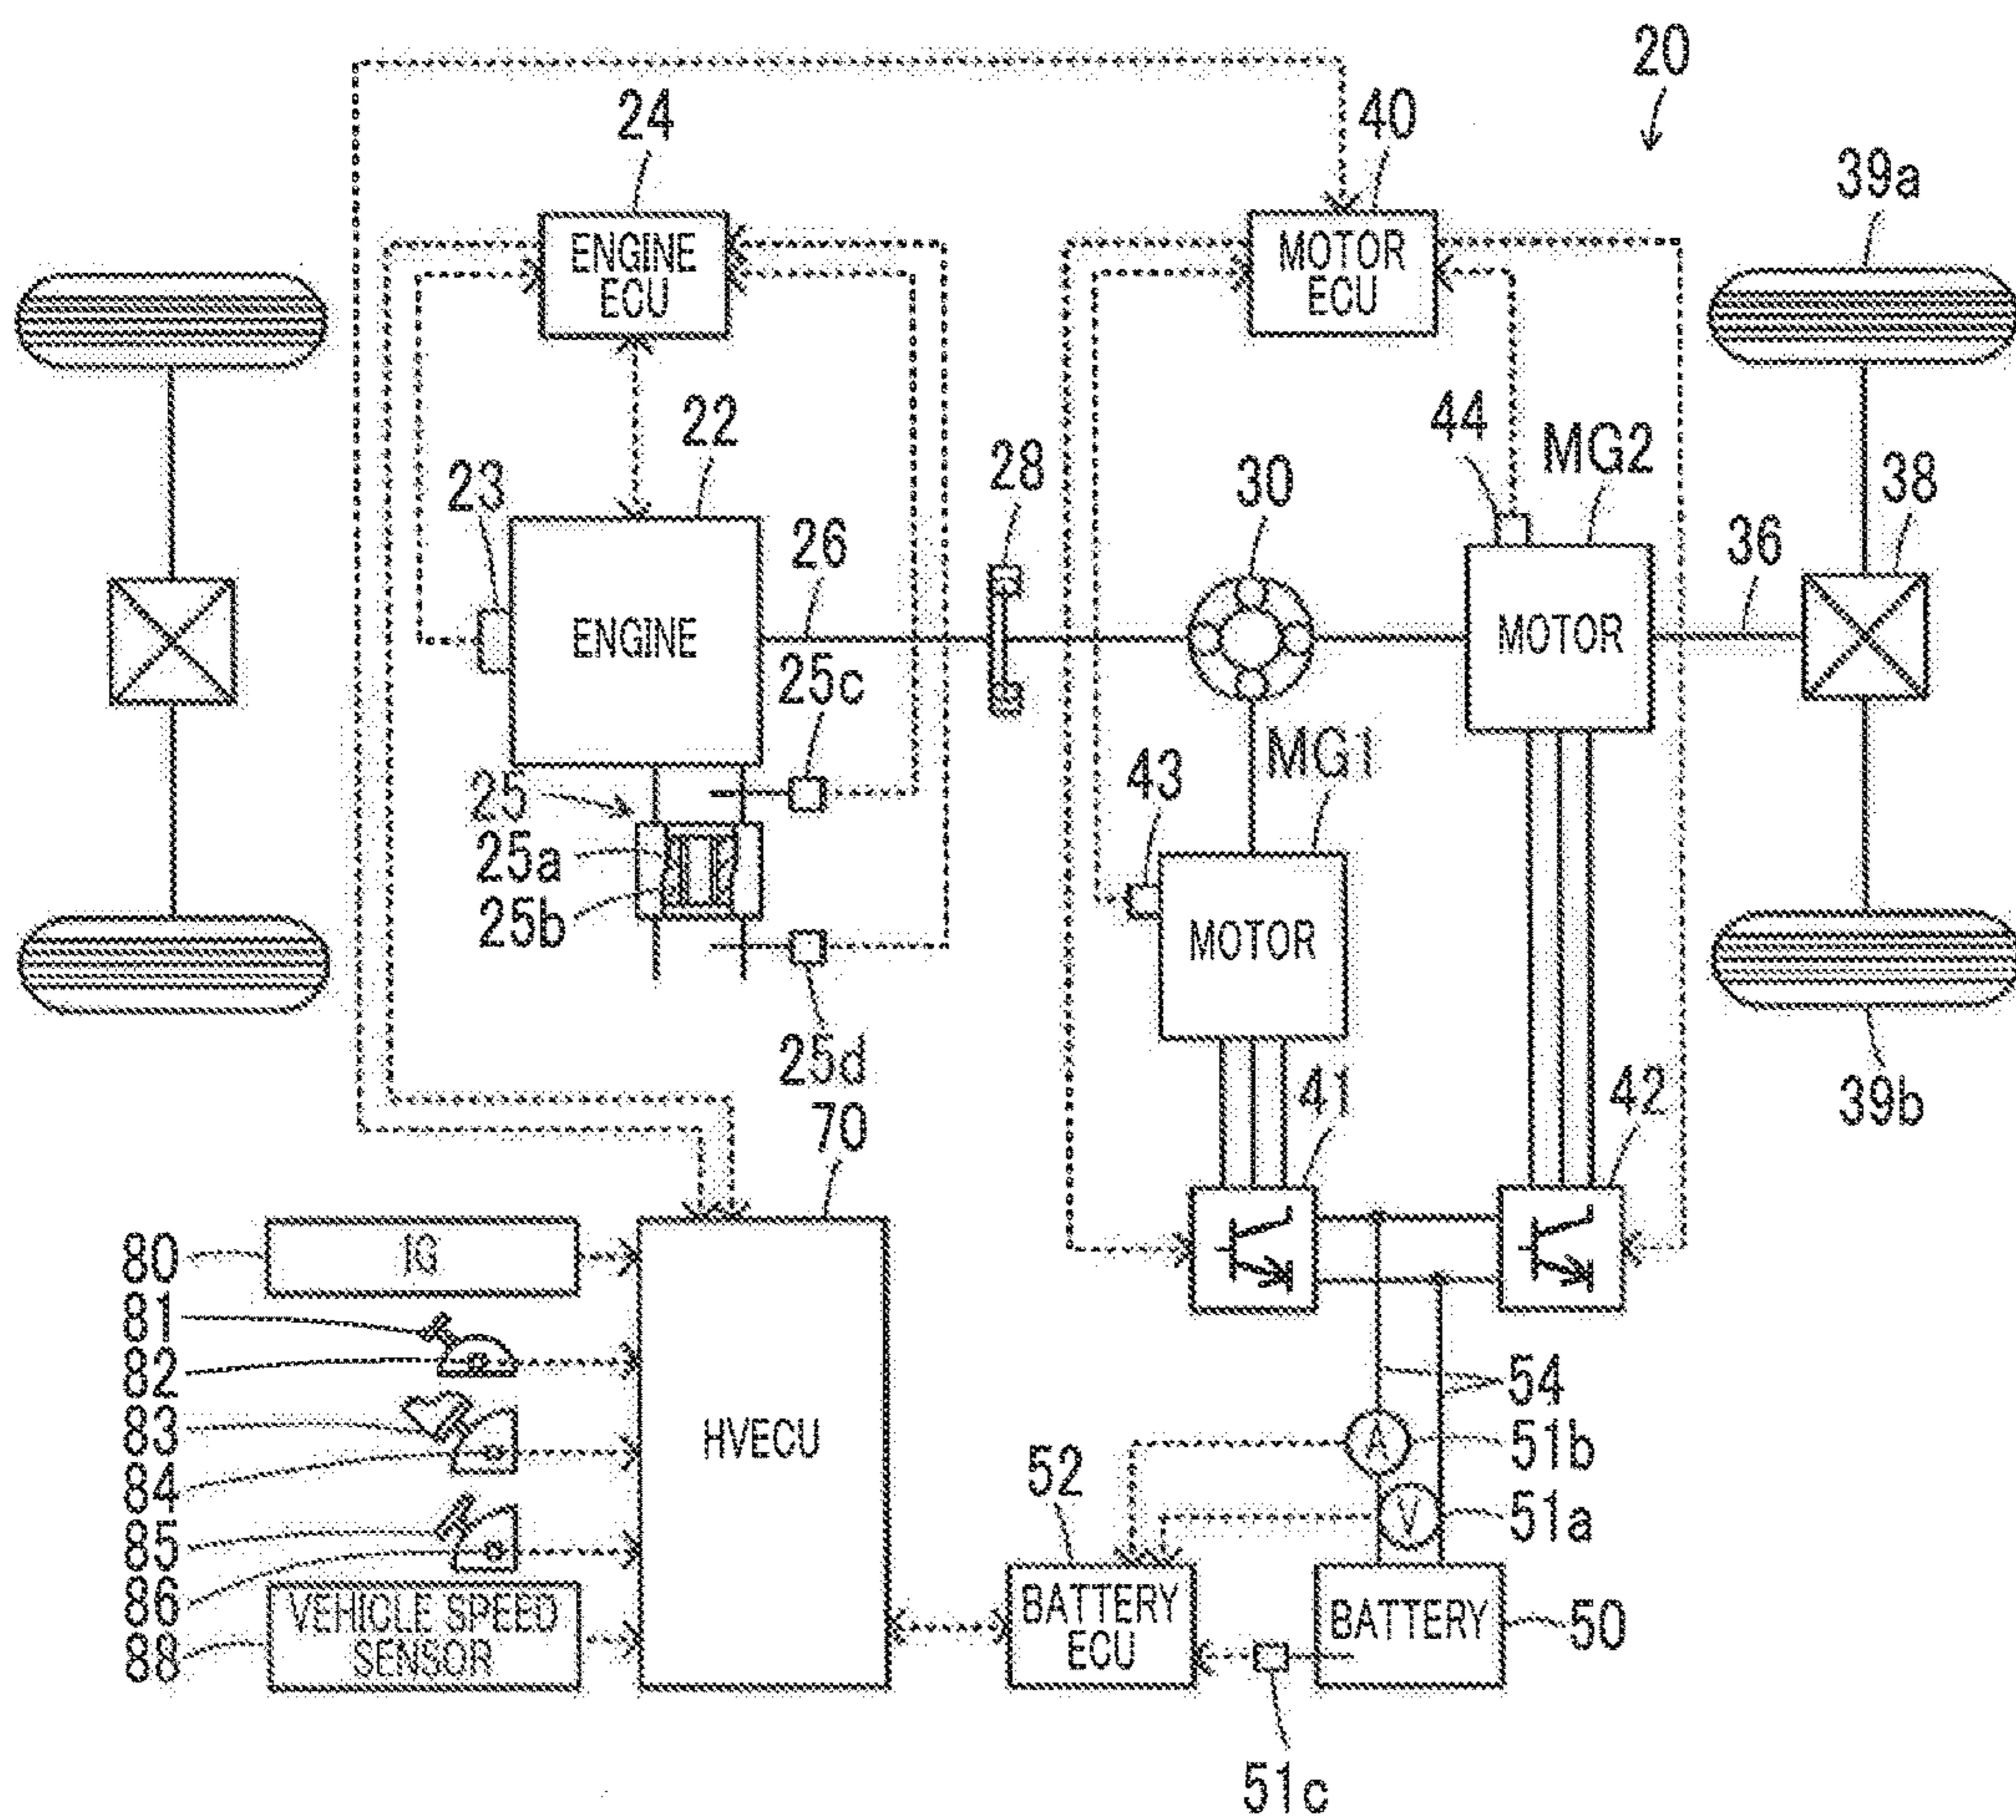 20
24
40
39a
ENGINE
ECU
MOTOR
ECU
22
23
28
30
44
MG2
38
26
36
ENGINE
MOTOR
25c
MG1
43
25
25a
25b
MOTOR
25d
41
42
39b
70
80
IG
81
82
83
84
85
86
88
VEHICLE SPEED
SENSOR
HVECU
54
A
51b
52
V
51a
BATTERY
ECU
BATTERY
50
51c